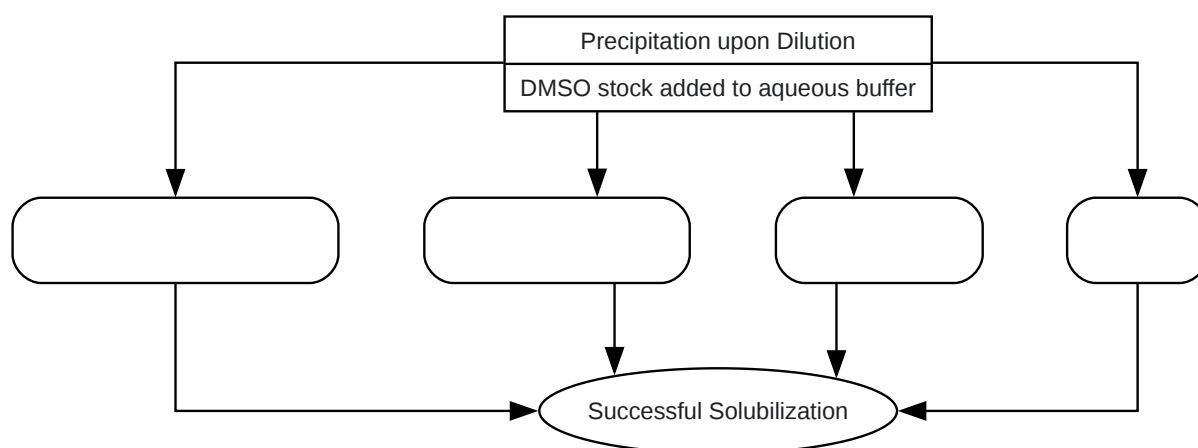 Precipitation upon Dilution
DMSO stock added to aqueous buffer
Successful Solubilization